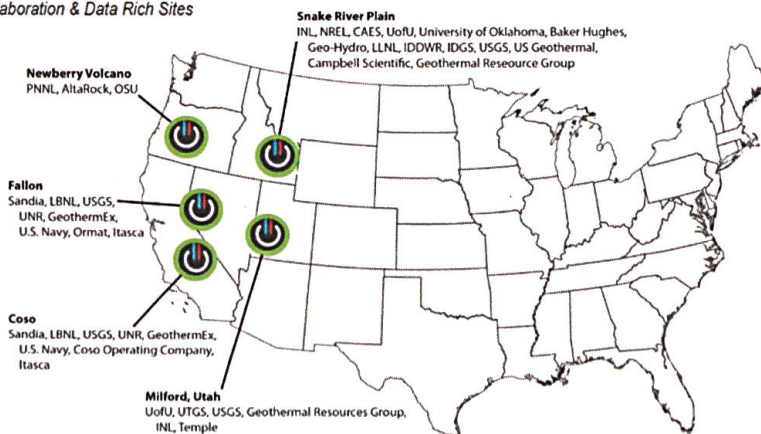 aboration & Data Rich Sites
Snake River Plain
INL, NREL, CAES, UofU, University of Oklahoma, Baker Hughes,
Geo-Hydro, LLNL, IDDWR, IDGS, USGS, US Geothermal,
Campbell Scientific, Geothermal Reseource Group
Newberry Volcano
PNNL, AltaRock, OSU
Fallon
Sandia, LBNL, USGS,
UNR, GeothermEx,
U.S. Navy, Ormat, Itasca
Coso
Sandia, LBNL, USGS, UNR, GeothermEx,
U.S. Navy, Coso Operating Company,
Itasca
Milford, Utah
UofU, UTGS, USGS, Geothermal Resources Group,
INL, Temple